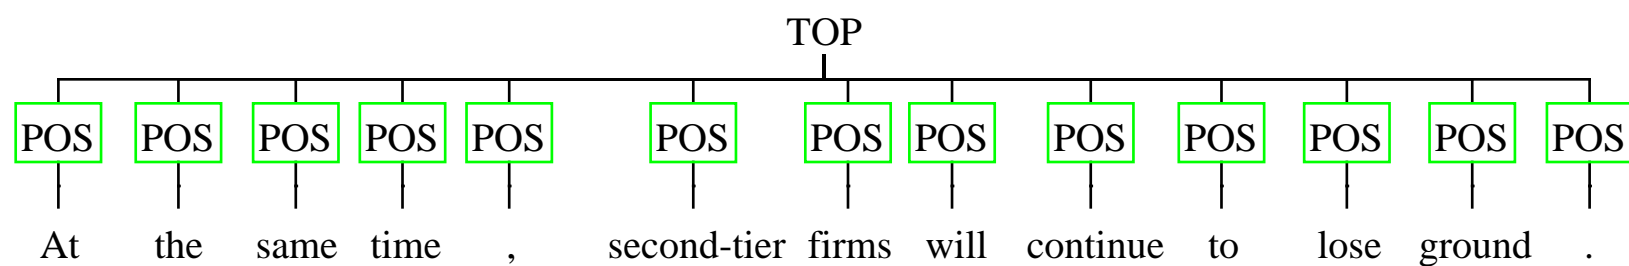 TOP
POS POS POS POS POS POS POS POS POS POS POS POS POS
At the same time , second-tier firms will continue to lose ground .